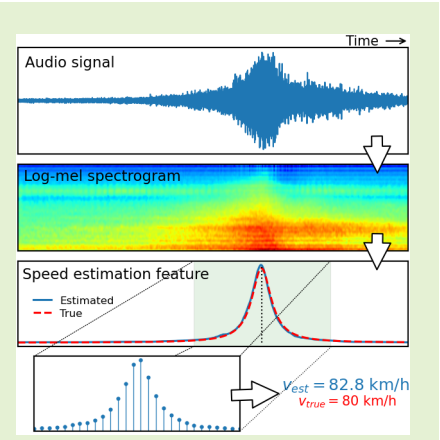 Time →
Audio signal
Log-mel spectrogram
Speed estimation feature
Estimated
True
v_est = 82.8 km/h
v_true = 80 km/h